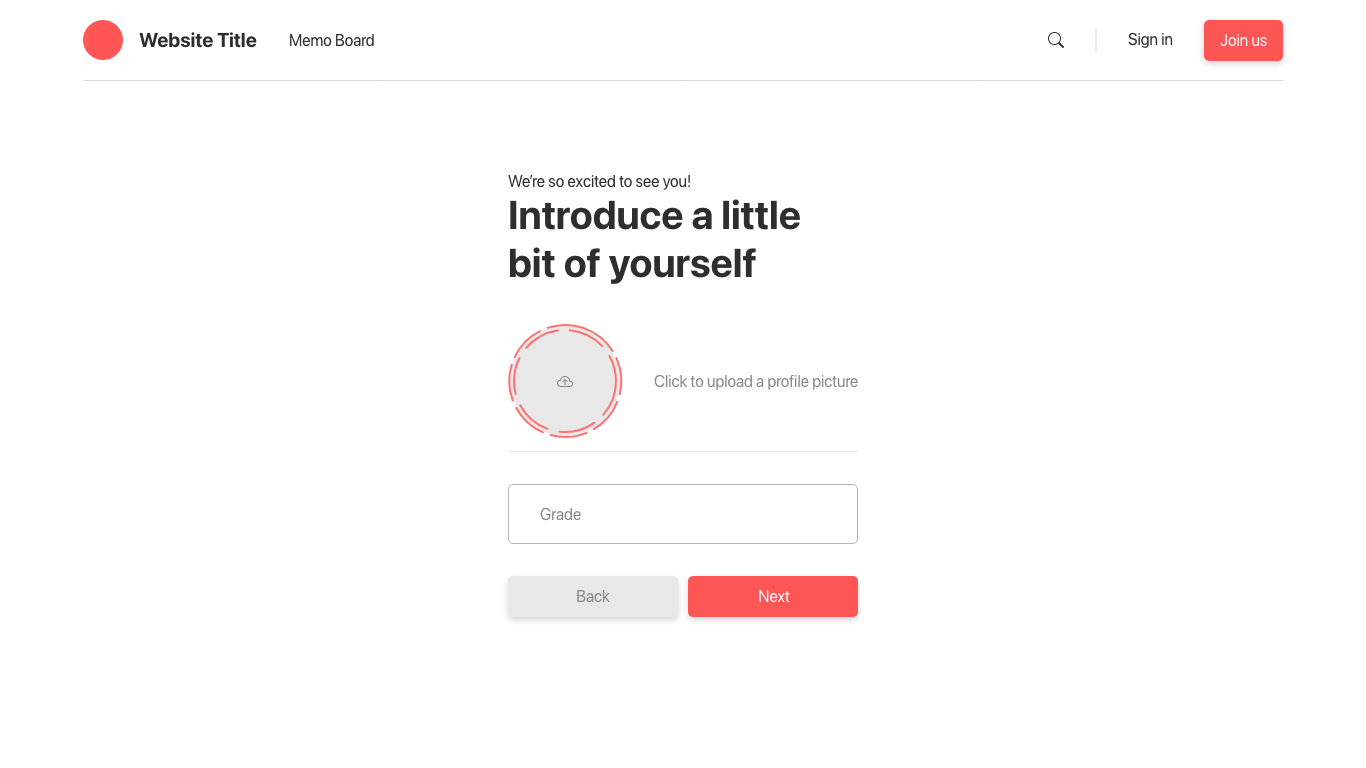 Website Title
Memo Board
Sign in
Join us
We're so excited to see you!
Introduce a little
bit of yourself
Click to upload a profile picture
Grade
Back
Next